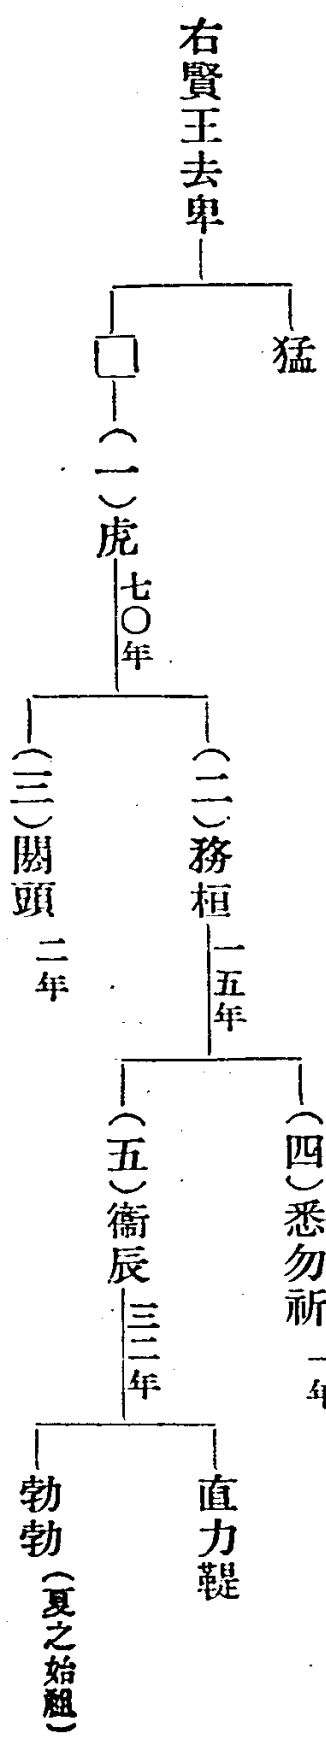 右賢王去卑
猛
□
（一）虎
七〇年
（二）務桓
一五年
（三）閼頭
二年
（四）悉勿祈
一年
（五）衞辰
三二年
直力鞮
勃勃（夏之始祖）